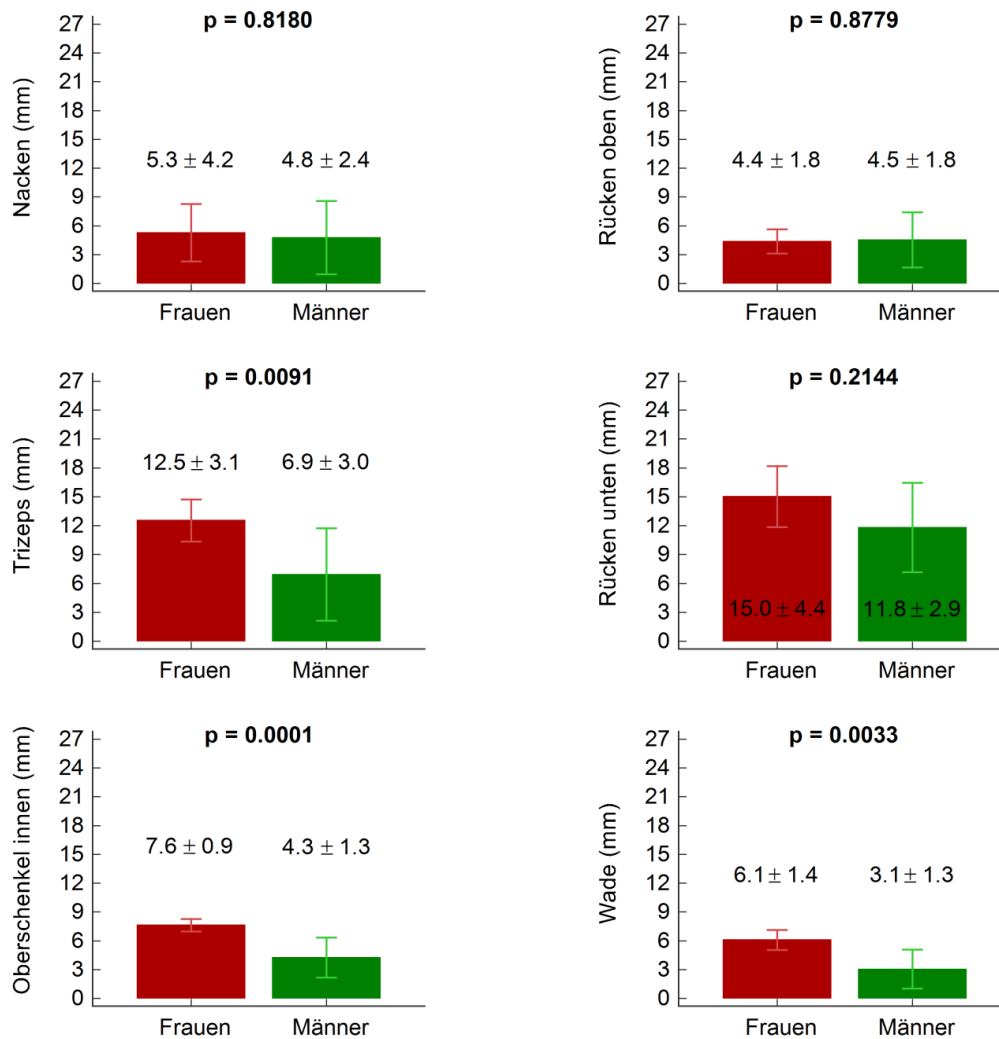 p = 0.8180
Nacken (mm)
27
24
21
18
15
12
9
6
3
0
5.3 ± 4.2
4.8 ± 2.4
Frauen
Männer
p = 0.8779
Rücken oben (mm)
27
24
21
18
15
12
9
6
3
0
4.4 ± 1.8
4.5 ± 1.8
Frauen
Männer
p = 0.0091
Trizeps (mm)
27
24
21
18
15
12
9
6
3
0
12.5 ± 3.1
6.9 ± 3.0
Frauen
Männer
p = 0.2144
Rücken unten (mm)
27
24
21
18
15
12
9
6
3
0
15.0 ± 4.4
11.8 ± 2.9
Frauen
Männer
p = 0.0001
Oberschenkel innen (mm)
27
24
21
18
15
12
9
6
3
0
7.6 ± 0.9
4.3 ± 1.3
Frauen
Männer
p = 0.0033
Wade (mm)
27
24
21
18
15
12
9
6
3
0
6.1 ± 1.4
3.1 ± 1.3
Frauen
Männer